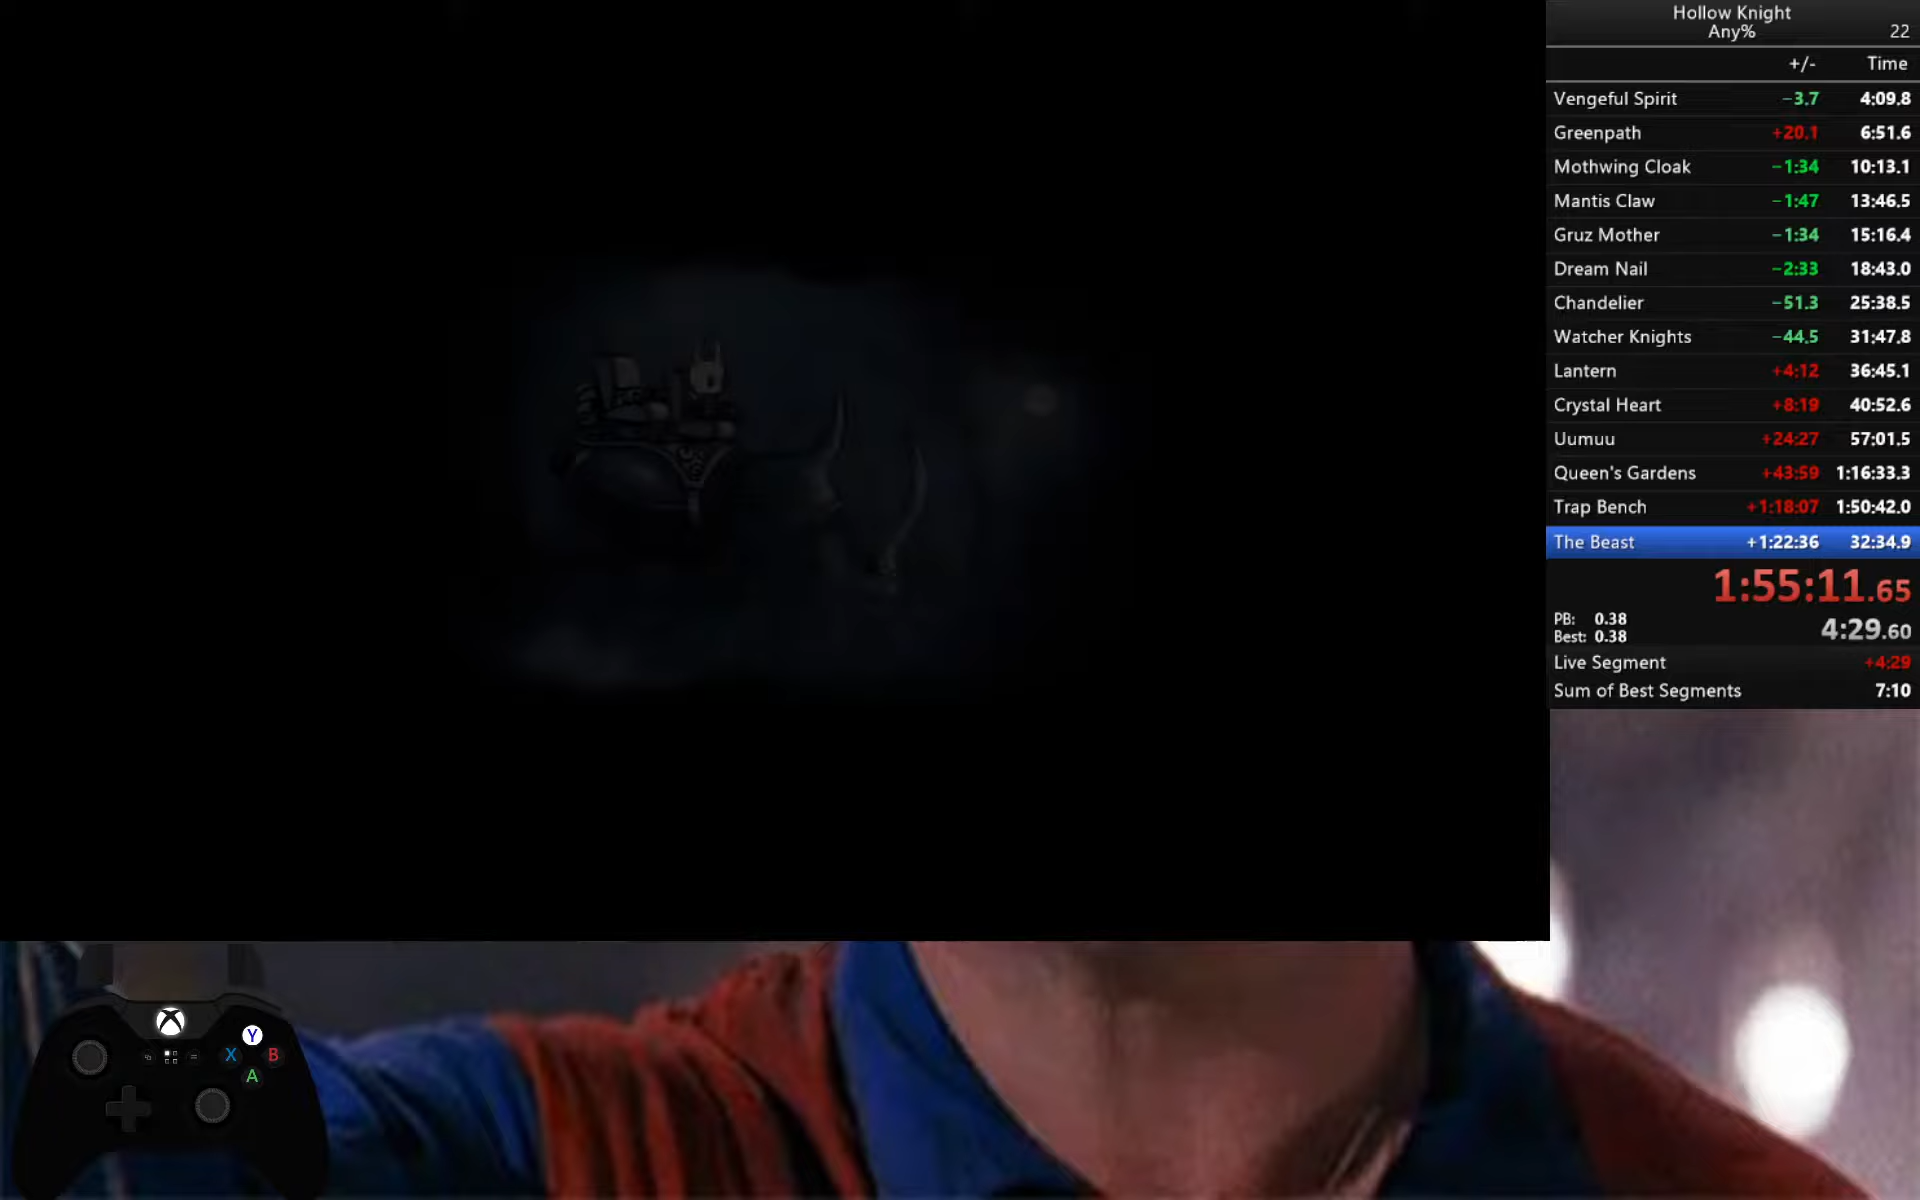 Hollow Knight
Any% 22
+/- Time
Vengeful Spirit −3.7 4:09.8
Greenpath +20.1 6:51.6
Mothwing Cloak −1:34 10:13.1
Mantis Claw −1:47 13:46.5
Gruz Mother −1:34 15:16.4
Dream Nail −2:33 18:43.0
Chandelier −51.3 25:38.5
Watcher Knights −44.5 31:47.8
Lantern +4:12 36:45.1
Crystal Heart +8:19 40:52.6
Uumuu +24:27 57:01.5
Queen's Gardens +43:59 1:16:33.3
Trap Bench +1:18:07 1:50:42.0
The Beast +1:22:36 32:34.9
1:55:11.65
PB: 0.38
Best: 0.38 4:29.60
Live Segment +4:29
Sum of Best Segments 7:10
Y
X B
A